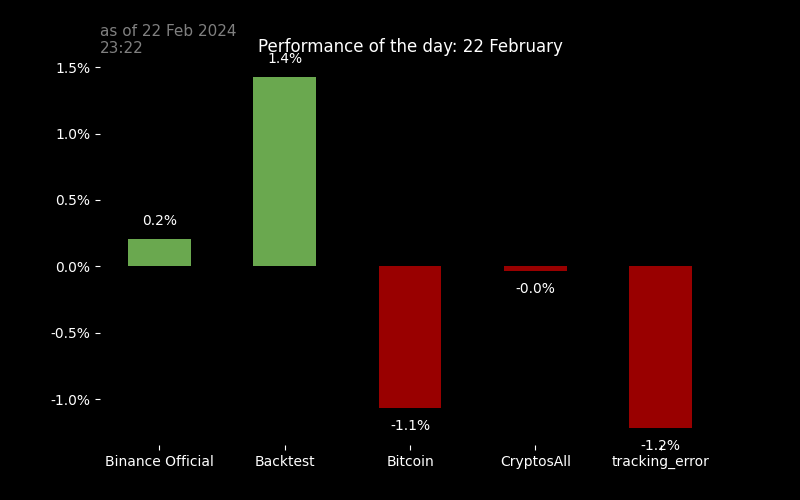 as of 22 Feb 2024
23:22
Performance of the day: 22 February
1.5%
1.0%
0.5%
0.0%
-0.5%
-1.0%
0.2%
1.4%
-1.1%
-0.0%
-1.2%
Binance Official
Backtest
Bitcoin
CryptosAll
tracking_error